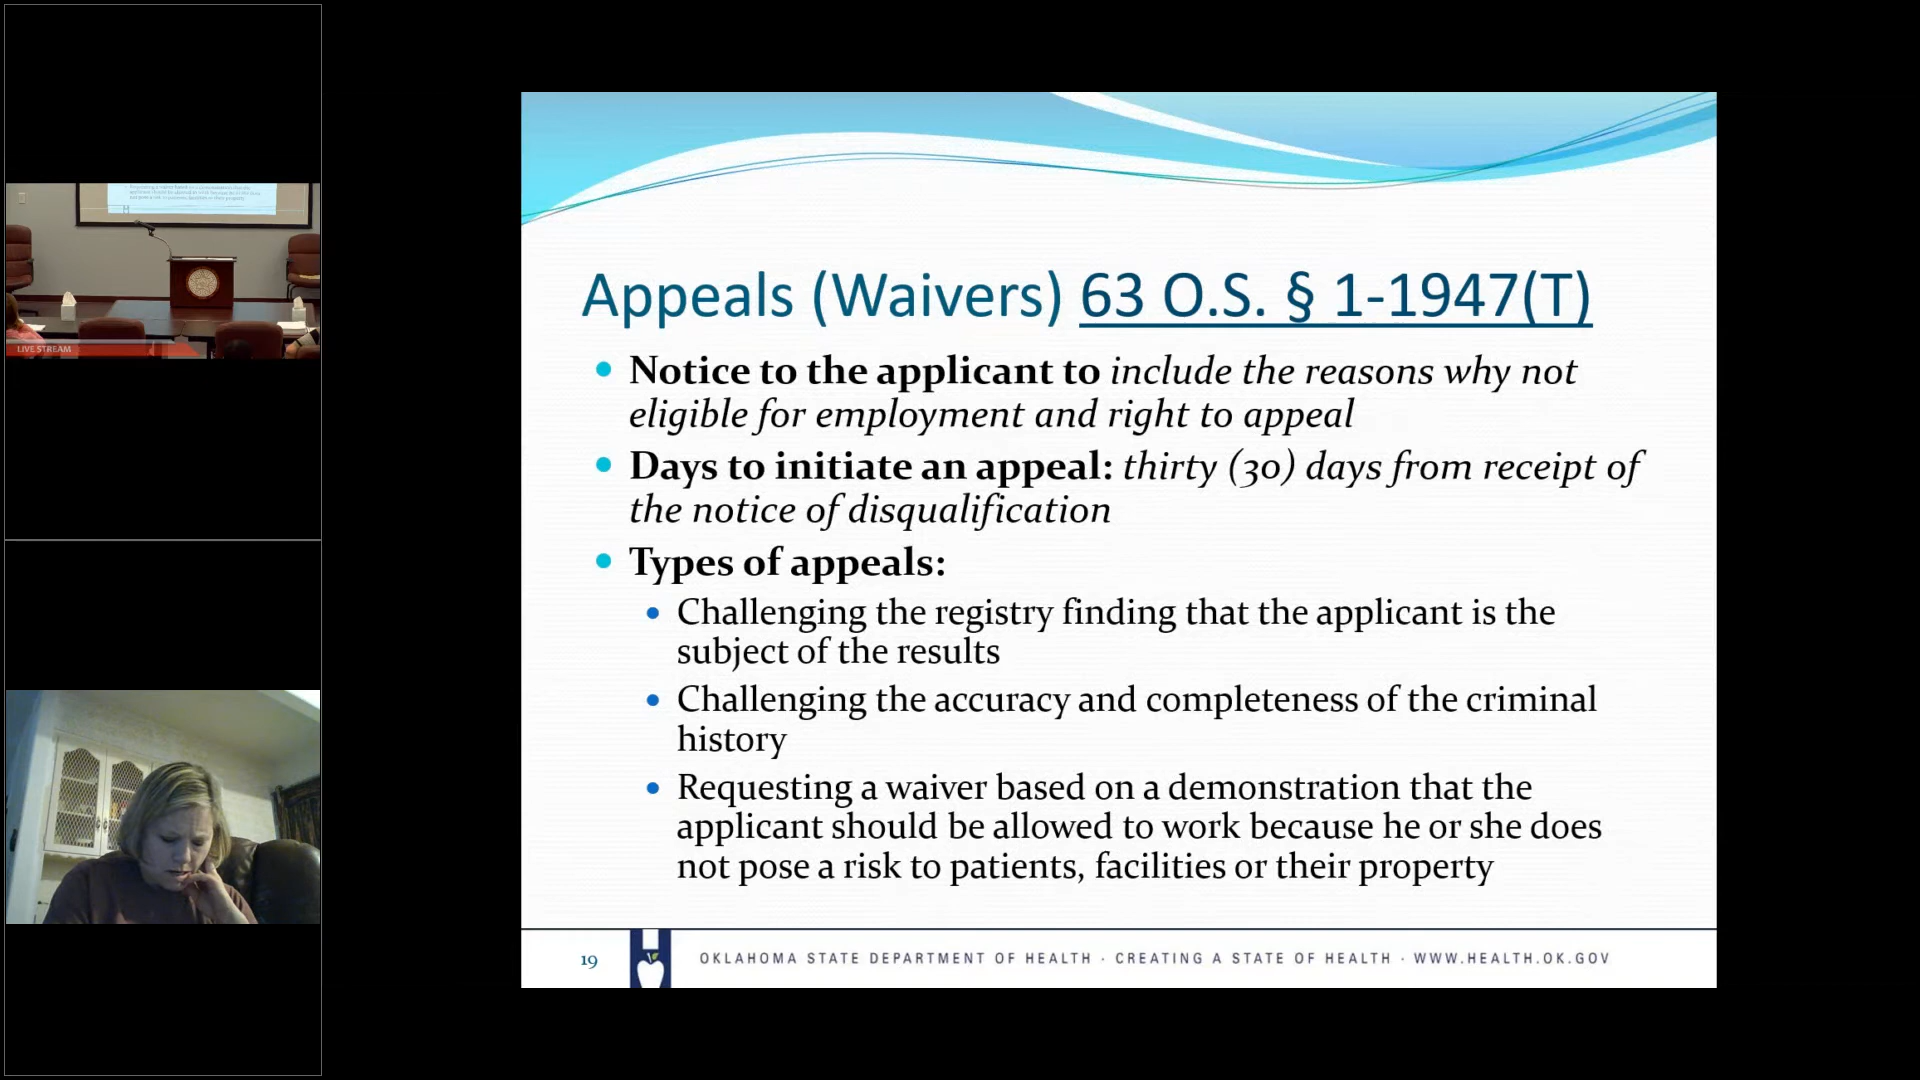 Appeals (Waivers) 63 O.S. § 1-1947(T)
Notice to the applicant to include the reasons why not
eligible for employment and right to appeal
Days to initiate an appeal: thirty (30) days from receipt of
the notice of disqualification
Types of appeals:
Challenging the registry finding that the applicant is the
subject of the results
Challenging the accuracy and completeness of the criminal
history
Requesting a waiver based on a demonstration that the
applicant should be allowed to work because he or she does
not pose a risk to patients, facilities or their property
19
OKLAHOMA STATE DEPARTMENT OF HEALTH · CREATING A STATE OF HEALTH · WWW.HEALTH.OK.GOV
LIVE STREAM